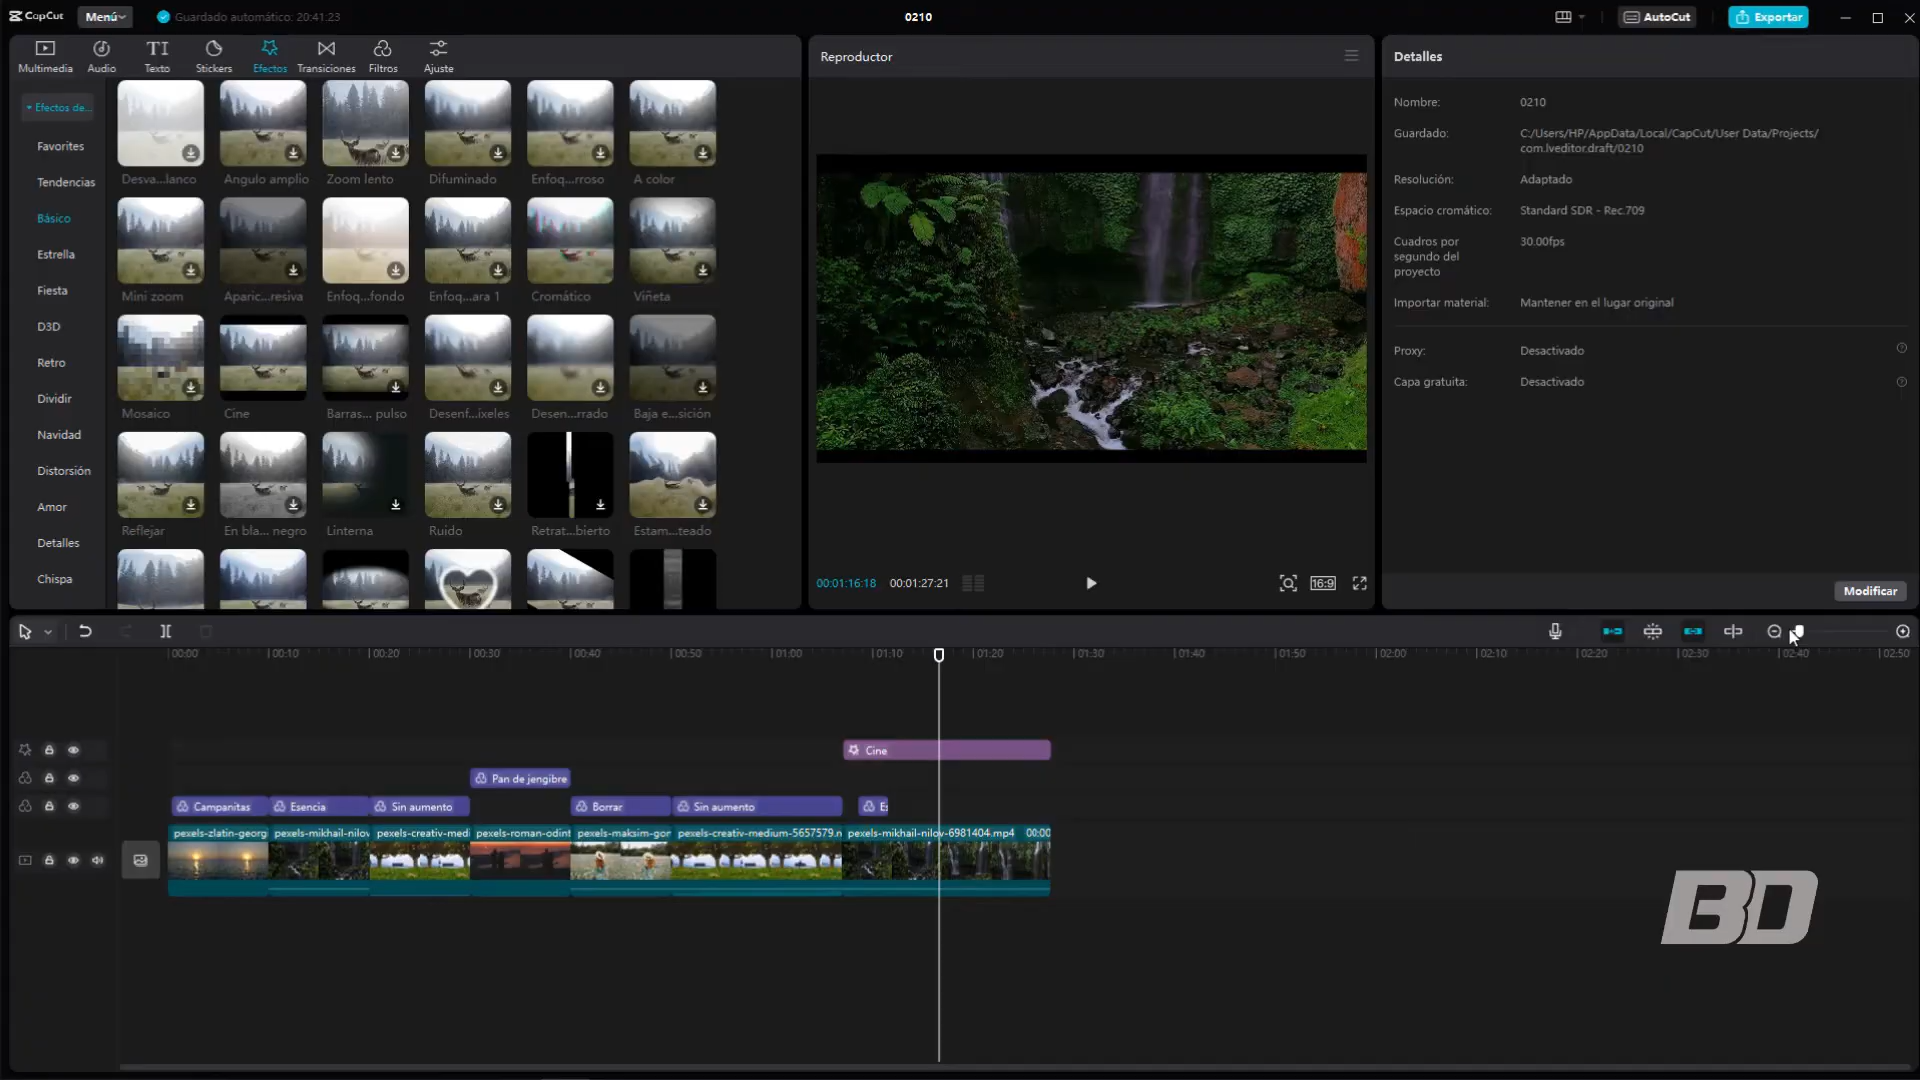 CapCut
Menú
Guardado automático: 20:41:23
0210
AutoCut
Exportar
Multimedia
Audio
TI
Texto
Stickers
Efectos
Transiciones
Filtros
Ajuste
Efectos de...
Favorites
Tendencias
Básico
Estrella
Fiesta
D3D
Retro
Dividir
Navidad
Distorsión
Amor
Detalles
Chispa
Desva...lanco
Angulo amplio
Zoom lento
Difuminado
Enfoq...rroso
A color
Mini zoom
Aparic...resiva
Enfoq...fondo
Enfoq...ara 1
Cromático
Viñeta
Mosaico
Cine
Barras... pulso
Desenf...ixeles
Desen...rrado
Baja e...sición
Reflejar
En bla... negro
Linterna
Ruido
Retrat...bierto
Estam...teado
Reproductor
00:01:16:18
00:01:27:21
16:9
Detalles
Nombre: 0210
Guardado: C:/Users/HP/AppData/Local/CapCut/User Data/Projects/
com.lveditor.draft/0210
Resolución: Adaptado
Espacio cromático: Standard SDR - Rec.709
Cuadros por 30.00fps
segundo del
proyecto
Importar material: Mantener en el lugar original
Proxy: Desactivado
Capa gratuita: Desactivado
Modificar
00:00 00:10 00:20 00:30 00:40 00:50 01:00 01:10 01:20 01:30 01:40 01:50 02:00 02:10 02:20 02:30 02:40 02:50
Cine
Pan de jengibre
Campanitas
Esencia
Sin aumento
Borrar
Sin aumento
Es
pexels-zlatin-georg
pexels-mikhail-nilov
pexels-creativ-medi
pexels-roman-odint
pexels-maksim-gor
pexels-creativ-medium-5657579.n
pexels-mikhail-nilov-6981404.mp4 00:00
BD